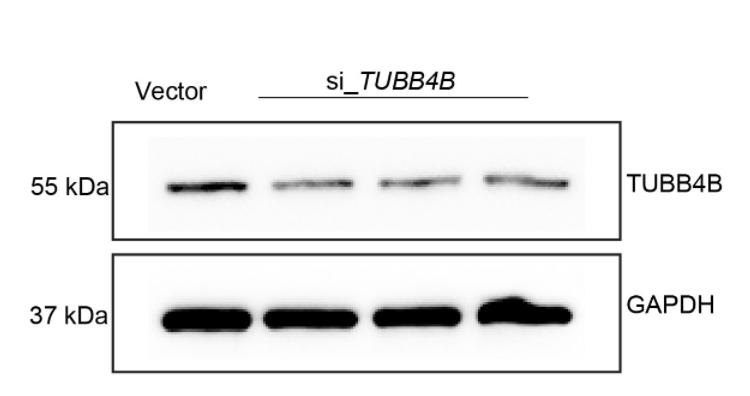 Vector
si_TUBB4B
55 kDa
TUBB4B
37 kDa
GAPDH